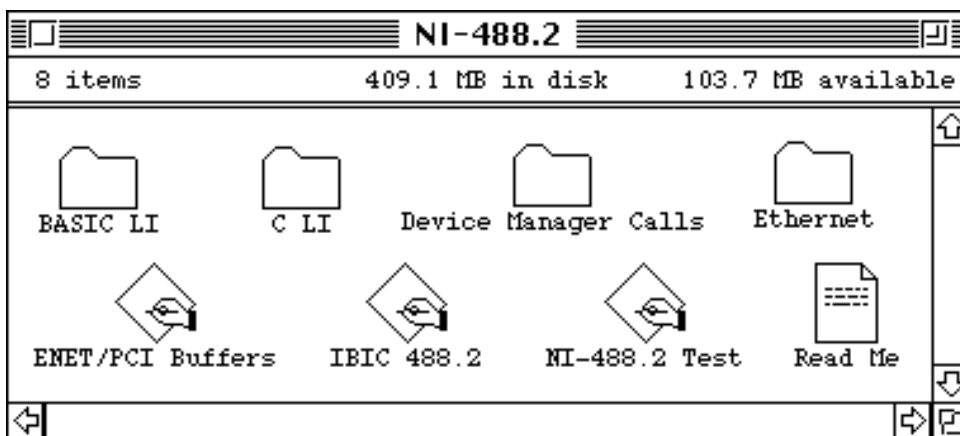 NI-488.2
8 items 409.1 MB in disk 103.7 MB available
BASIC LI C LI Device Manager Calls Ethernet
ENET/PCI Buffers IBIC 488.2 NI-488.2 Test Read Me